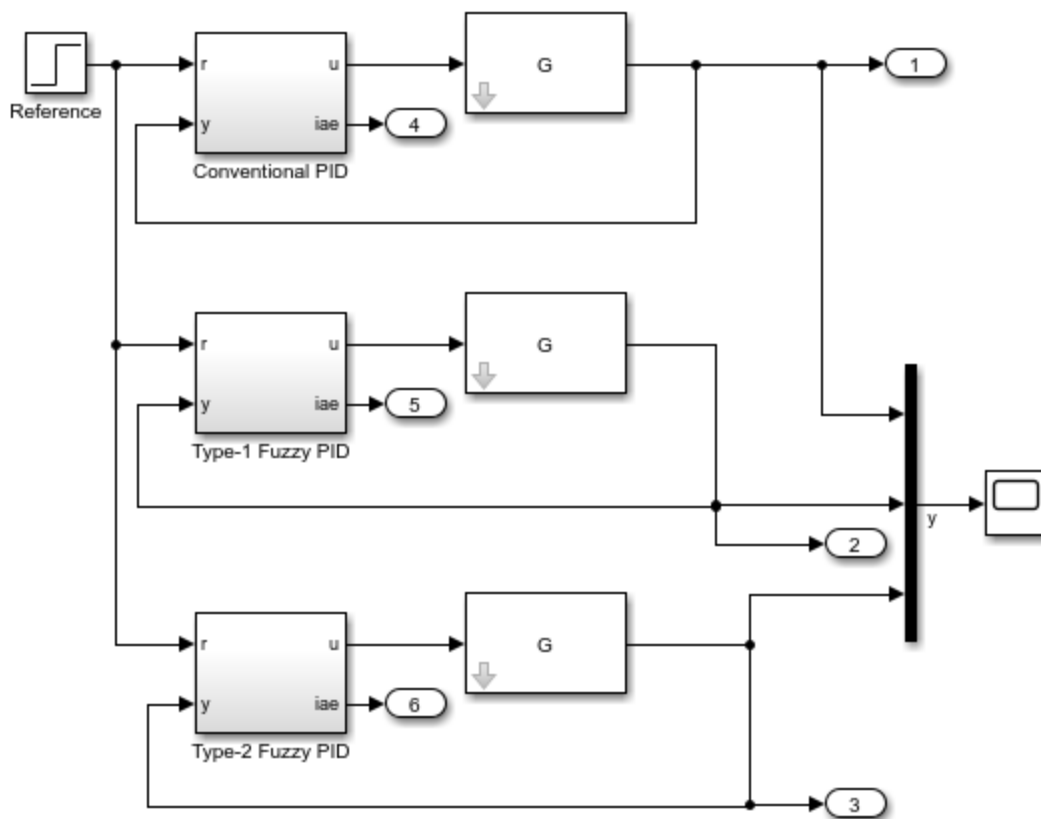 Reference
r
u
y
iae
Conventional PID
G
1
4
r
u
y
iae
Type-1 Fuzzy PID
G
5
y
2
r
u
y
iae
Type-2 Fuzzy PID
G
6
3